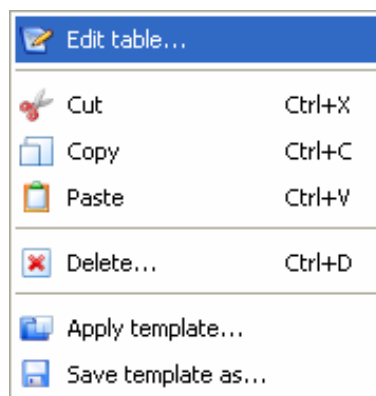 Edit table...
Cut Ctrl+X
Copy Ctrl+C
Paste Ctrl+V
Delete... Ctrl+D
Apply template...
Save template as...